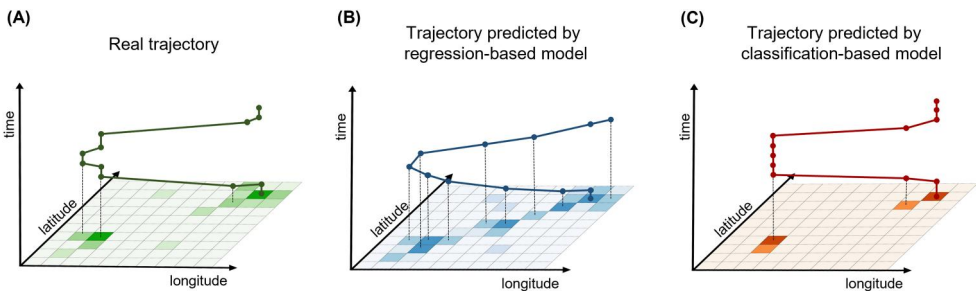 (A)
Real trajectory
time
latitude
longitude
(B)
Trajectory predicted by
regression-based model
time
latitude
longitude
(C)
Trajectory predicted by
classification-based model
time
latitude
longitude